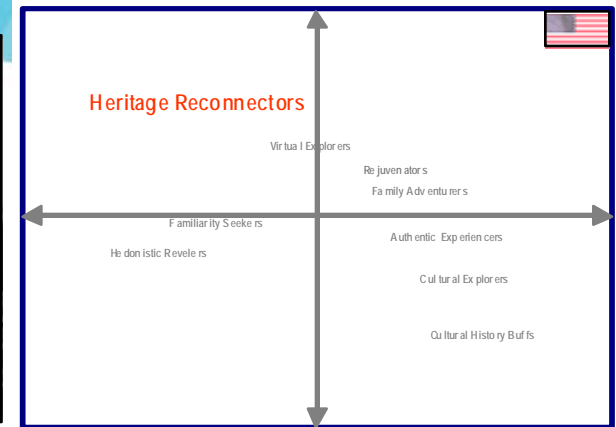 Heritage Reconnectors
Virtual Explorers
Rejuvenators
Family Adventurers
Familiarity Seekers
Authentic Experiencers
Hedonistic Revelers
Cultural Explorers
Cultural History Buffs